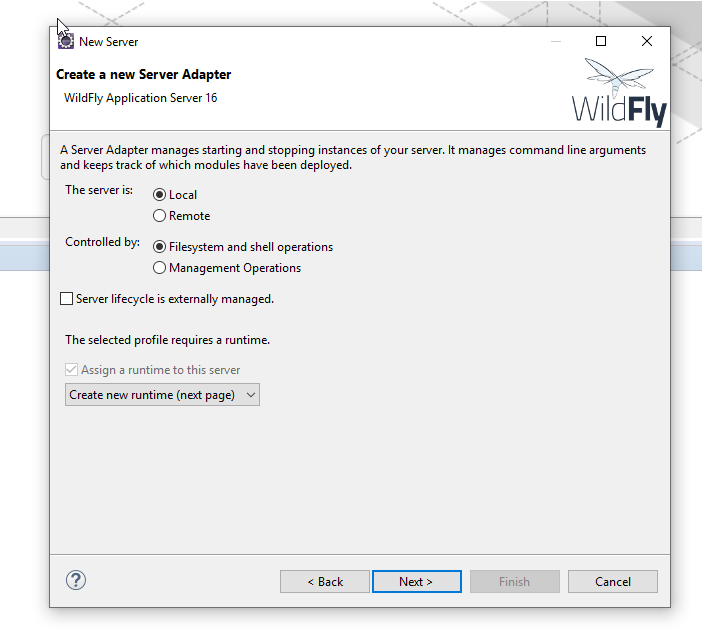 New Server
Create a new Server Adapter
WildFly Application Server 16
WildFly
A Server Adapter manages starting and stopping instances of your server. It manages command line arguments
and keeps track of which modules have been deployed.
The server is:
Local
Remote
Controlled by:
Filesystem and shell operations
Management Operations
Server lifecycle is externally managed.
The selected profile requires a runtime.
Assign a runtime to this server
Create new runtime (next page)
?
< Back
Next >
Finish
Cancel